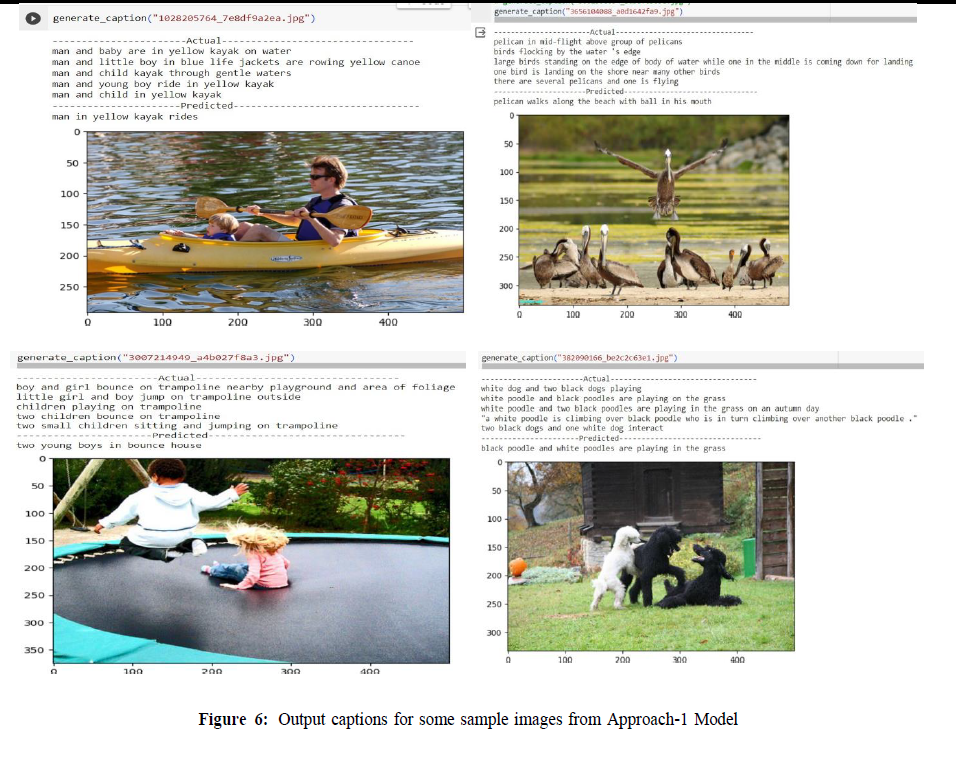 generate_caption("1028205764_7e8df9a2ea.jpg")
-----------------------Actual---------------------------------
man and baby are in yellow kayak on water
man and little boy in blue life jackets are rowing yellow canoe
man and child kayak through gentle waters
man and young boy ride in yellow kayak
man and child in yellow kayak
----------------------Predicted--------------------------------
man in yellow kayak rides
0
50
100
150
200
250
0
100
200
300
400
generate_caption("3656104088_a0d1642fa9.jpg")
-----------------------Actual---------------------------------
pelican in mid-flight above group of pelicans
birds flocking by the water 's edge
large birds standing on the edge of body of water while one in the middle is coming down for landing
one bird is landing on the shore near many other birds
there are several pelicans and one is flying
----------------------Predicted--------------------------------
pelican walks along the beach with ball in his mouth
0
50
100
150
200
250
300
0
100
200
300
400
generate_caption("3007214949_a4b027f8a3.jpg")
-----------------------Actual---------------------------------
boy and girl bounce on trampoline nearby playground and area of foliage
little girl and boy jump on trampoline outside
children playing on trampoline
two children bounce on trampoline
two small children sitting and jumping on trampoline
----------------------Predicted--------------------------------
two young boys in bounce house
0
50
100
150
200
250
300
350
0
100
200
300
400
generate_caption("382090166_be2c2c63e1.jpg")
-----------------------Actual---------------------------------
white dog and two black dogs playing
white poodle and black poodles are playing on the grass
white poodle and two black poodles are playing in the grass on an autumn day
"a white poodle is climbing over black poodle who is in turn climbing over another black poodle ."
two black dogs and one white dog interact
----------------------Predicted--------------------------------
black poodle and white poodles are playing in the grass
0
50
100
150
200
250
300
0
100
200
300
400
Figure 6: Output captions for some sample images from Approach-1 Model